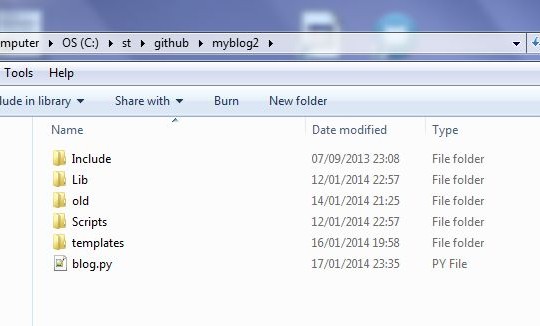 mputer ▸ OS (C:) ▸ st ▸ github ▸ myblog2 ▸
Tools Help
lude in library Share with Burn New folder
Name Date modified Type
Include 07/09/2013 23:08 File folder
Lib 12/01/2014 22:57 File folder
old 14/01/2014 21:25 File folder
Scripts 12/01/2014 22:57 File folder
templates 16/01/2014 19:58 File folder
blog.py 17/01/2014 23:35 PY File